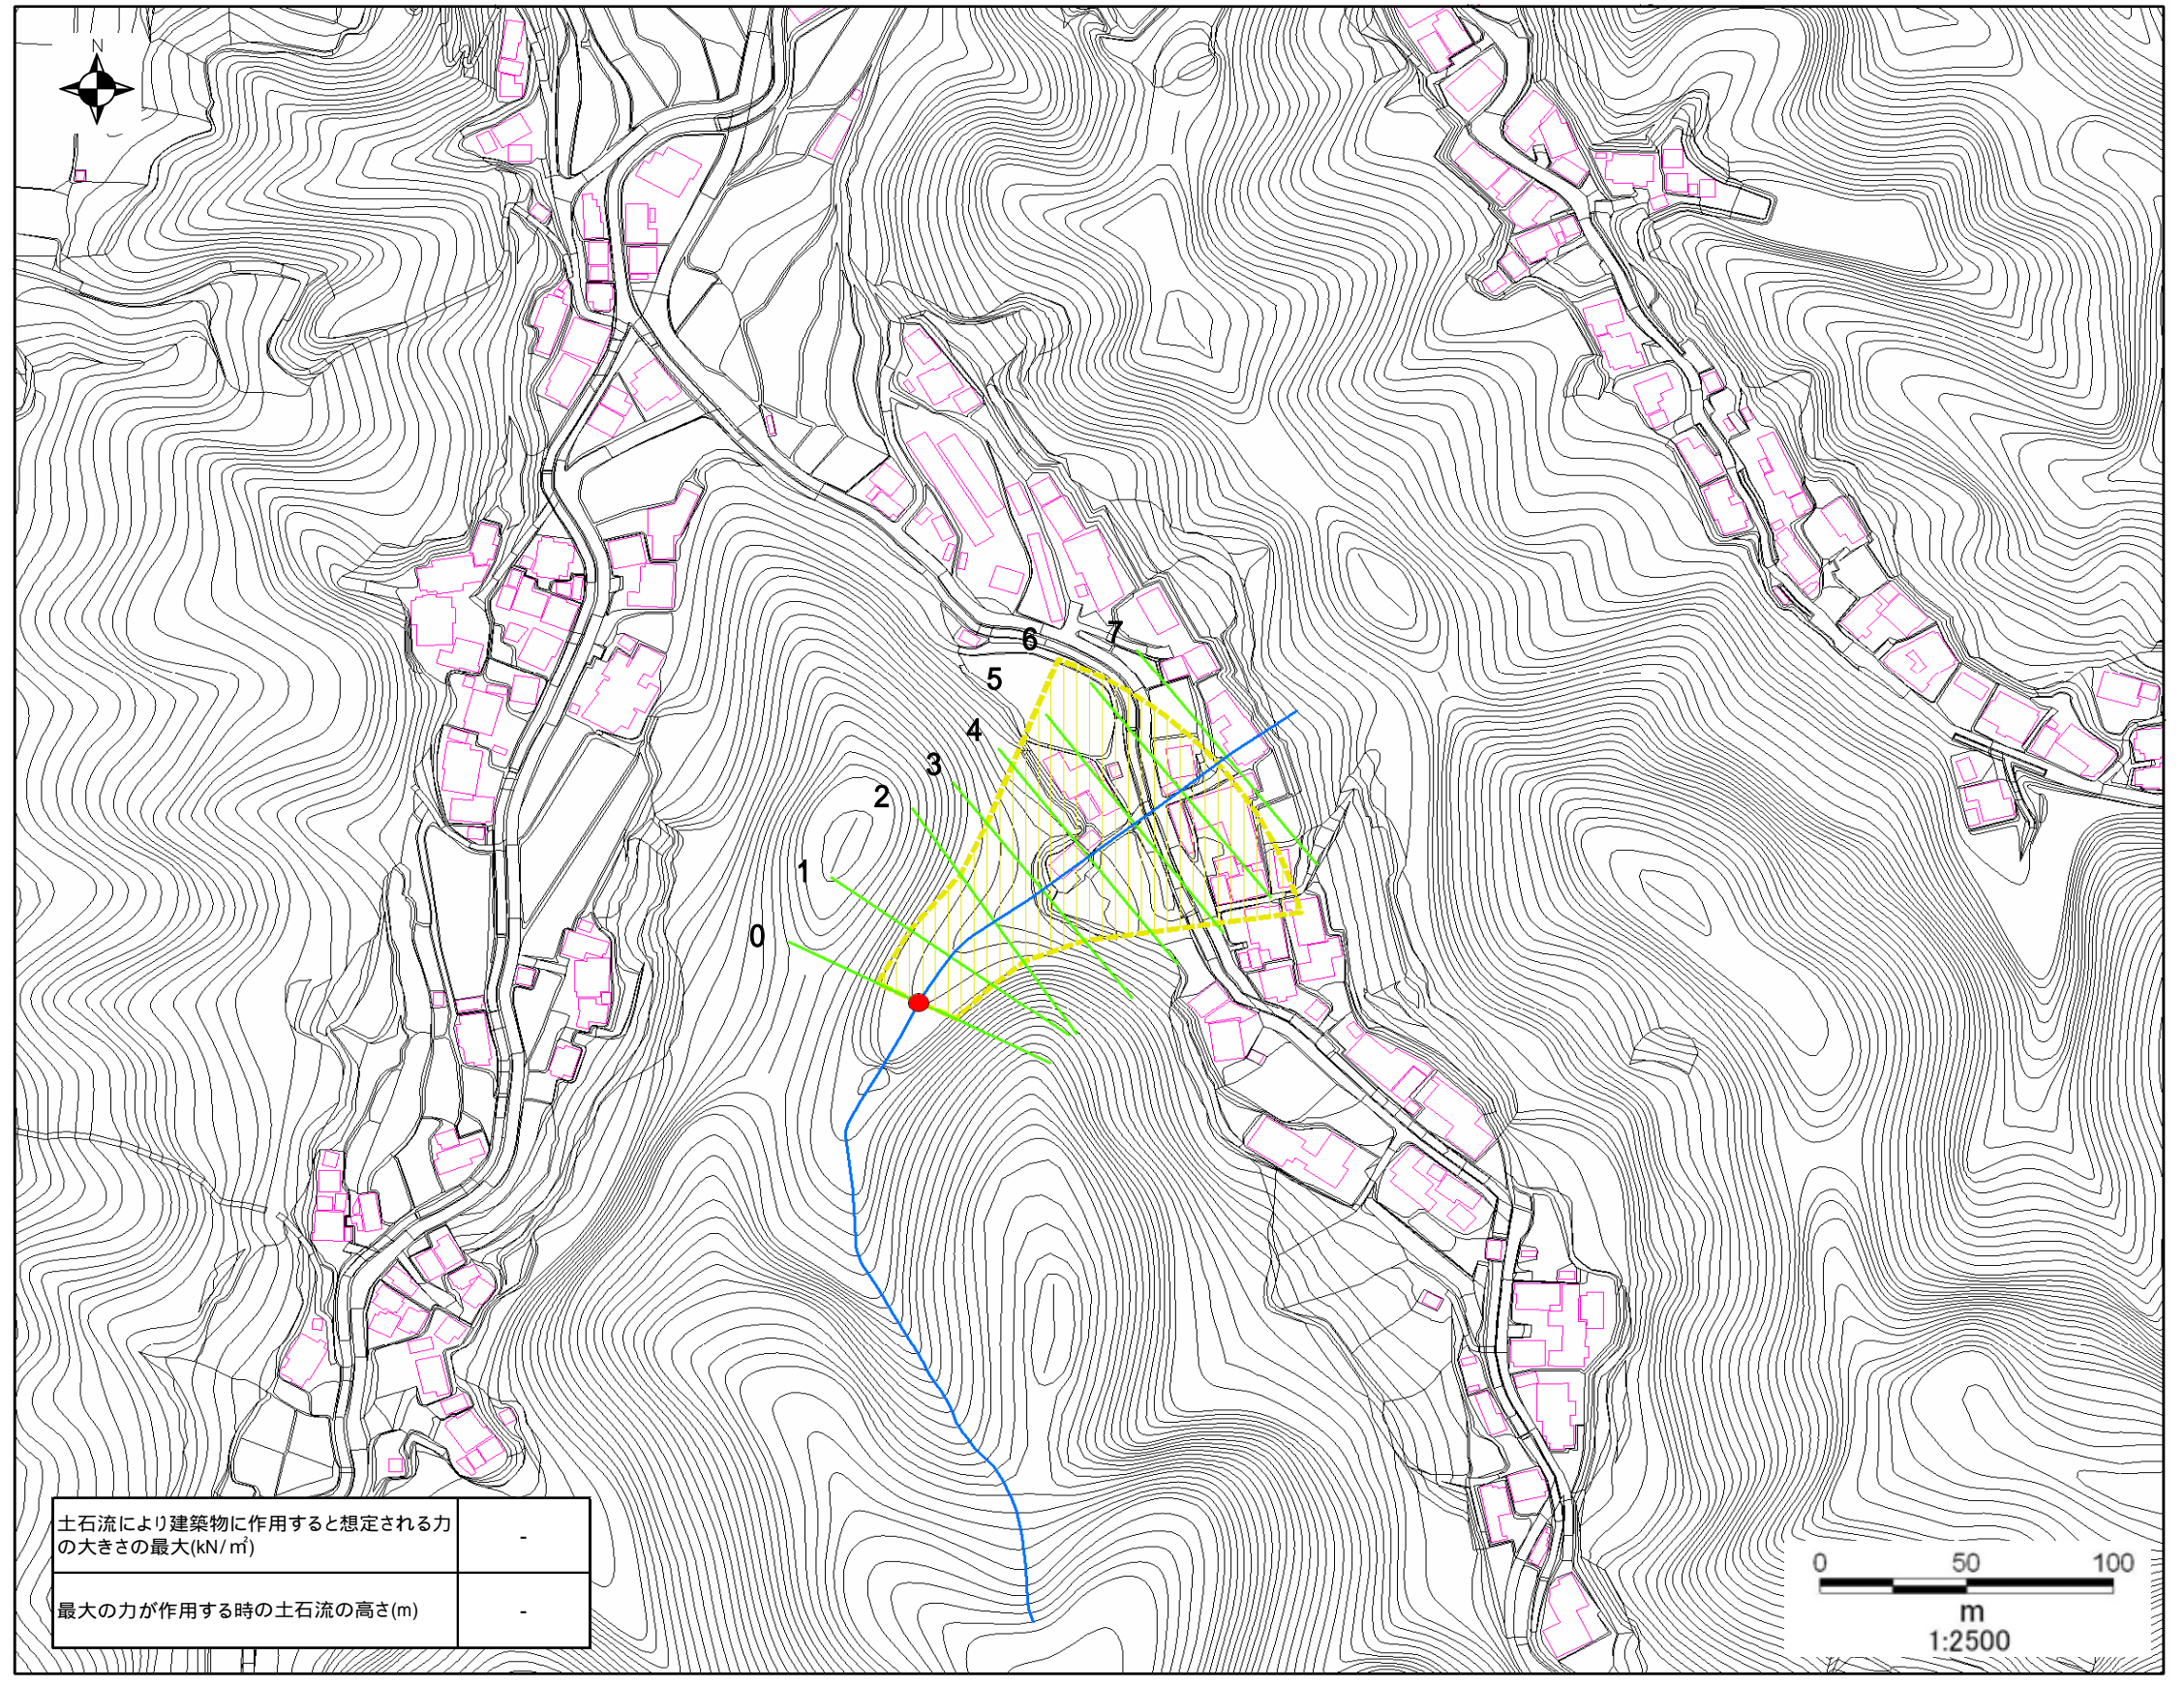 N
7
6
5
4
3
2
1
0
土石流により建築物に作用すると想定される力
の大きさの最大(kN/㎡)
-
最大の力が作用する時の土石流の高さ(m)
-
0 50 100
m
1:2500